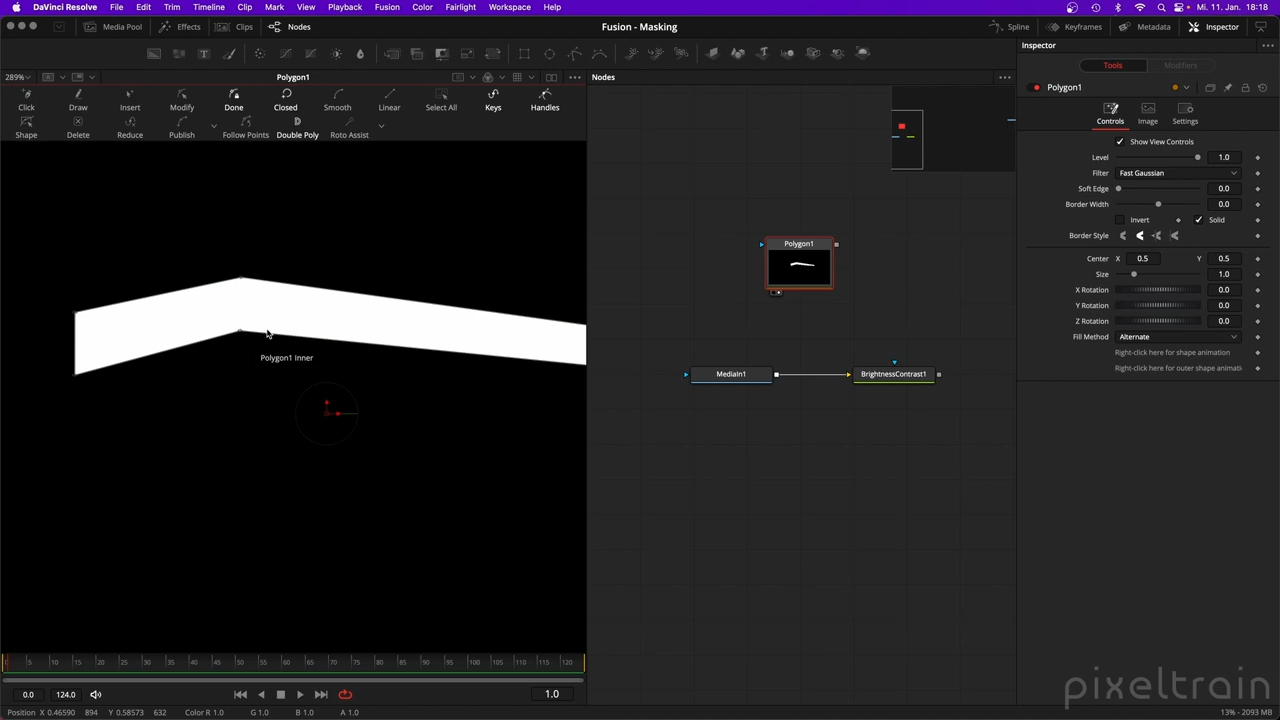 DaVinci Resolve File Edit Trim Timeline Clip Mark View Playback Fusion Color Fairlight Workspace Help Mi. 11. Jan. 18:18
Media Pool Effects Clips Nodes Fusion - Masking Spline Keyframes Metadata Inspector
Inspector
Tools Modifiers
289% Polygon1 Nodes
Polygon1
Click Draw Insert Modify Done Closed Smooth Linear Select All Keys Handles
Shape Delete Reduce Publish Follow Points Double Poly Roto Assist
Controls Image Settings
Show View Controls
Level 1.0
Filter Fast Gaussian
Soft Edge 0.0
Border Width 0.0
Invert Solid
Border Style
Center X 0.5 Y 0.5
Size 1.0
X Rotation 0.0
Y Rotation 0.0
Z Rotation 0.0
Fill Method Alternate
Right-click here for shape animation
Right-click here for outer shape animati
Polygon1
Polygon1 Inner
MediaIn1 BrightnessContrast1
5 10 15 20 25 30 35 40 45 50 55 60 65 70 75 80 85 90 95 100 105 110 115 120
0.0 124.0 1.0
Position X 0.46590 894 Y 0.58573 632 Color R 1.0 G 1.0 B 1.0 A 1.0
13% - 2093 MB
pixeltrain